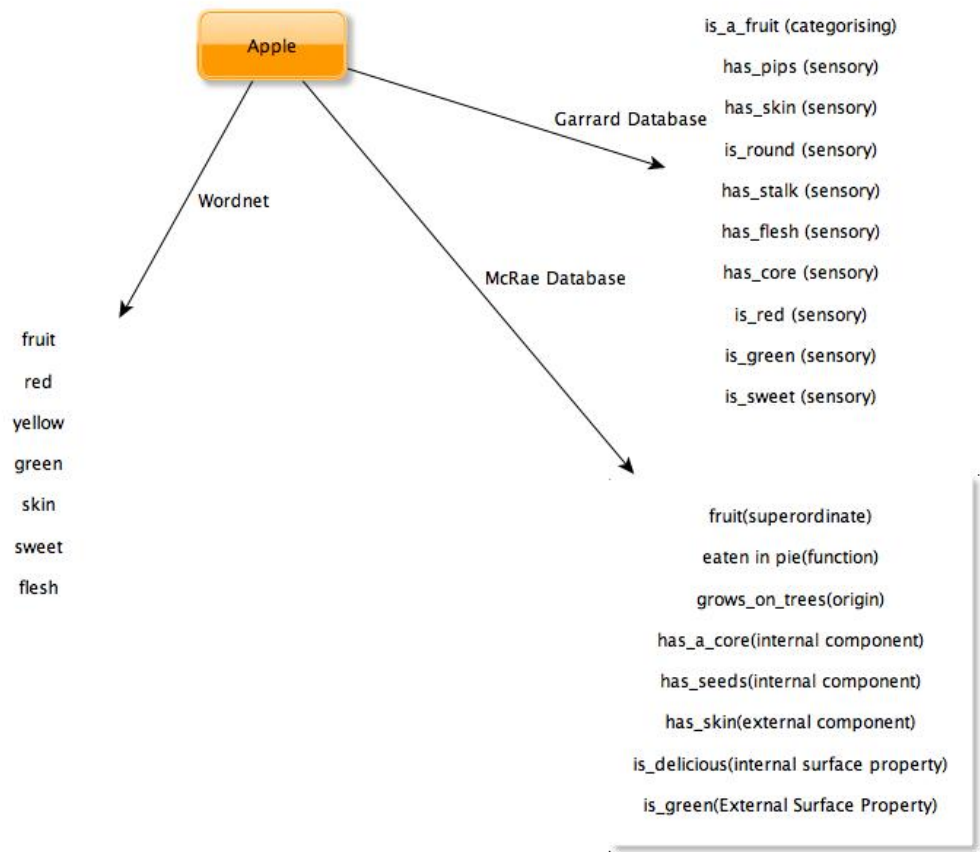 Apple
Garrard Database
Wordnet
McRae Database
is_a_fruit (categorising)
has_pips (sensory)
has_skin (sensory)
is_round (sensory)
has_stalk (sensory)
has_flesh (sensory)
has_core (sensory)
is_red (sensory)
is_green (sensory)
is_sweet (sensory)
fruit
red
yellow
green
skin
sweet
flesh
fruit(superordinate)
eaten in pie(function)
grows_on_trees(origin)
has_a_core(internal component)
has_seeds(internal component)
has_skin(external component)
is_delicious(internal surface property)
is_green(External Surface Property)